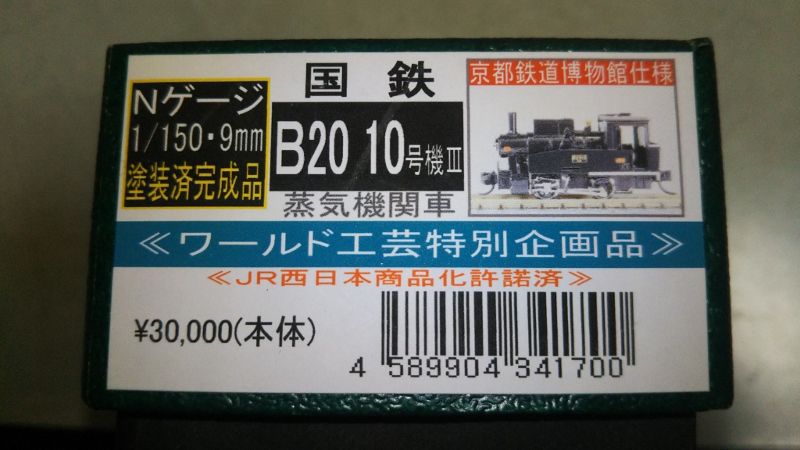 国鉄
京都鉄道博物館仕様
Nゲージ
1/150・9mm
塗装済完成品
B20 10号機Ⅲ
蒸気機関車
≪ワールド工芸特別企画品≫
≪JR西日本商品化許諾済≫
¥30,000(本体)
4 589904 341700